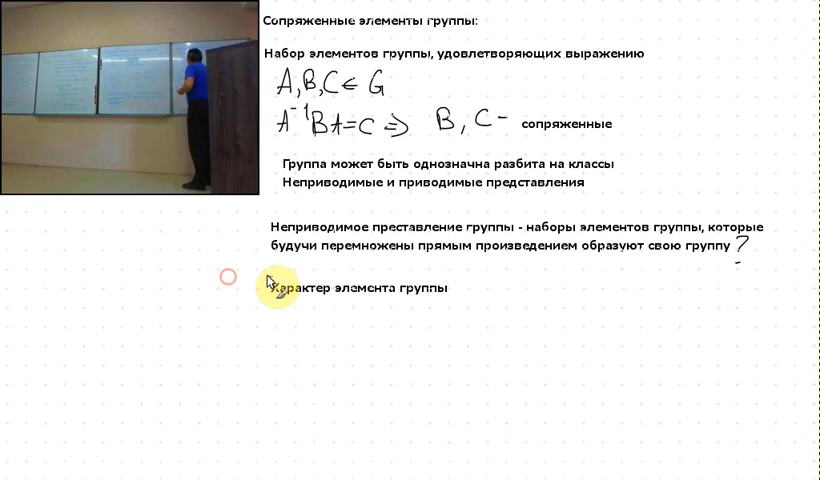 Сопряженные элементы группы:
Набор элементов группы, удовлетворяющих выражению
A, B, C ∈ G
A⁻¹BA=C => B, C - сопряженные
Группа может быть однозначна разбита на классы
Неприводимые и приводимые представления
Неприводимое преставление группы - наборы элементов группы, которые
будучи перемножены прямым произведением образуют свою группу ?
Характер элемента группы